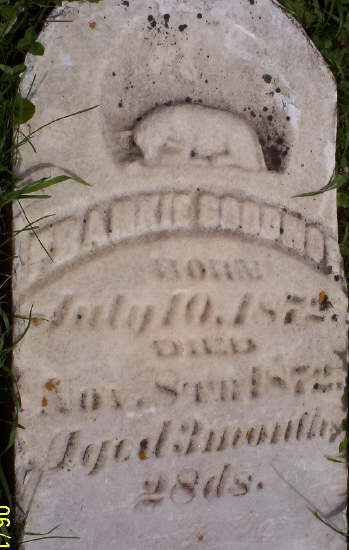 FRANKIE
BORN
July 10. 1872
DIED
Nov. 8TH 1872
Aged 3 months
28 ds.